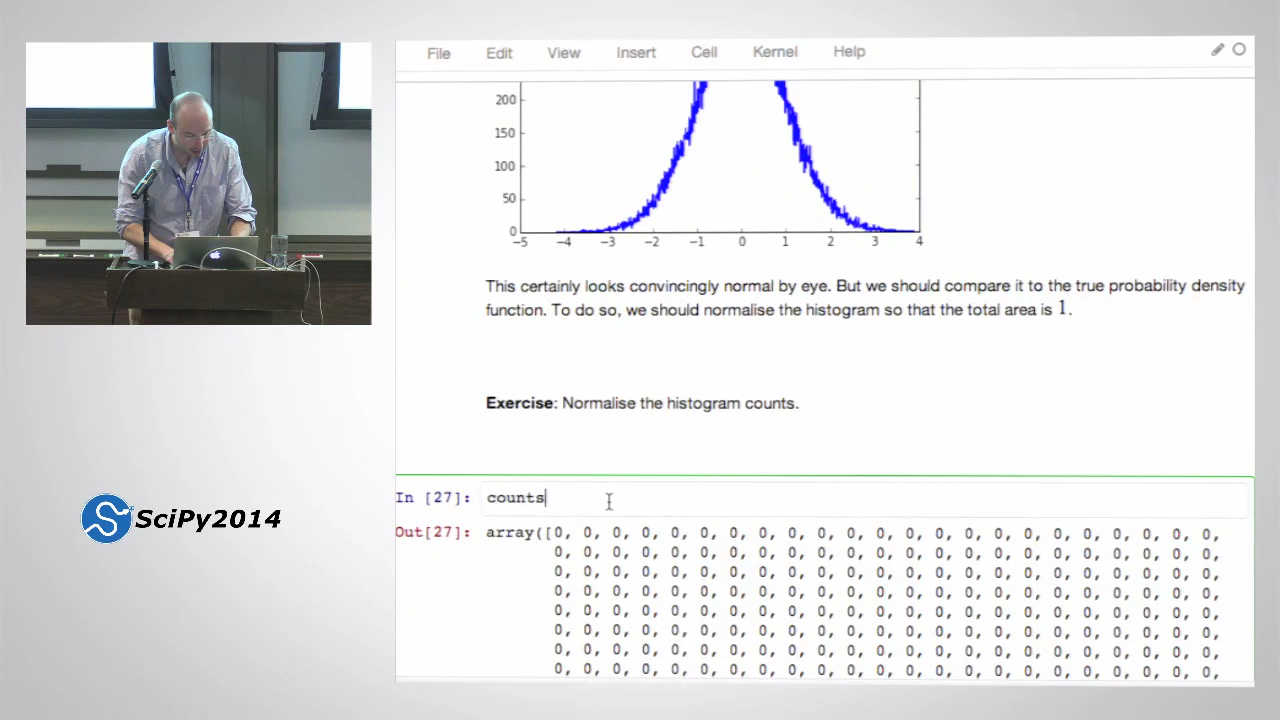 File Edit View Insert Cell Kernel Help
200
150
100
50
0
−5 −4 −3 −2 −1 0 1 2 3 4
This certainly looks convincingly normal by eye. But we should compare it to the true probability density
function. To do so, we should normalise the histogram so that the total area is 1.
Exercise: Normalise the histogram counts.
In [27]: counts
Out[27]: array([0, 0, 0, 0, 0, 0, 0, 0, 0, 0, 0, 0, 0, 0, 0, 0, 0, 0, 0, 0, 0, 0, 0,
0, 0, 0, 0, 0, 0, 0, 0, 0, 0, 0, 0, 0, 0, 0, 0, 0, 0, 0, 0, 0, 0, 0,
0, 0, 0, 0, 0, 0, 0, 0, 0, 0, 0, 0, 0, 0, 0, 0, 0, 0, 0, 0, 0, 0, 0,
0, 0, 0, 0, 0, 0, 0, 0, 0, 0, 0, 0, 0, 0, 0, 0, 0, 0, 0, 0, 0, 0, 0,
0, 0, 0, 0, 0, 0, 0, 0, 0, 0, 0, 0, 0, 0, 0, 0, 0, 0, 0, 0, 0, 0, 0,
0, 0, 0, 0, 0, 0, 0, 0, 0, 0, 0, 0, 0, 0, 0, 0, 0, 0, 0, 0, 0, 0, 0,
0, 0, 0, 0, 0, 0, 0, 0, 0, 0, 0, 0, 0, 0, 0, 0, 0, 0, 0, 0, 0, 0, 0,
0, 0, 0, 0, 0, 0, 0, 0, 0, 0, 0, 0, 0, 0, 0, 0, 0, 0, 0, 0, 0, 0, 0,
SciPy2014